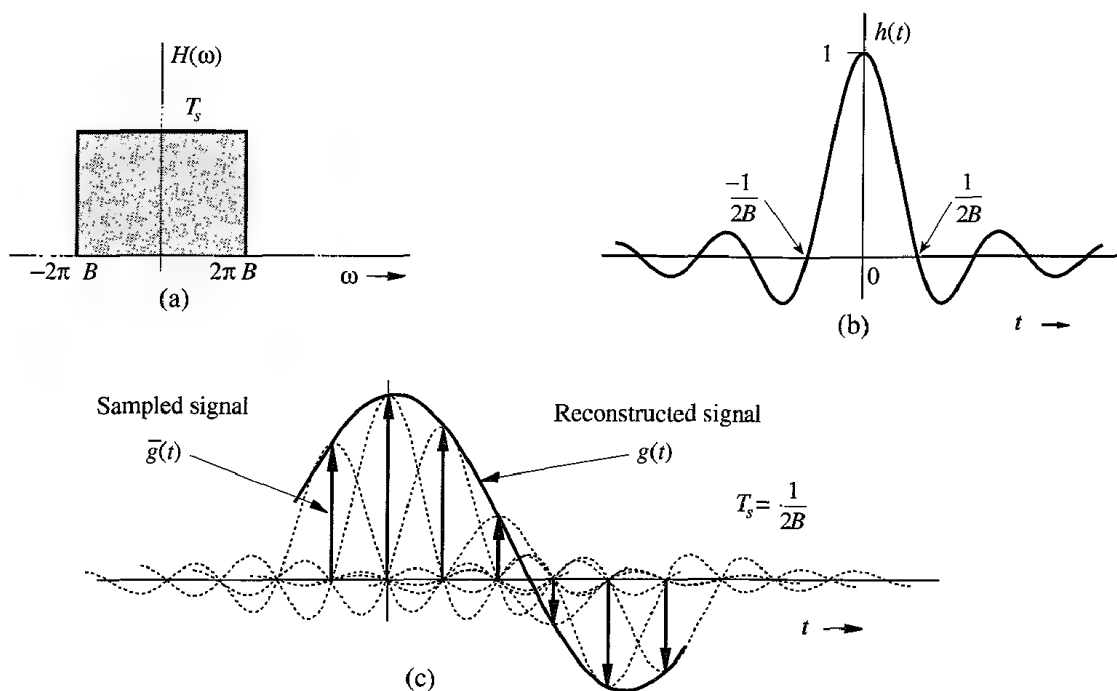 H(ω)
T_s
−2π B
2π B
ω →
(a)
h(t)
1
−1/2B
1/2B
0
t →
(b)
Sampled signal
g̅(t)
Reconstructed signal
g(t)
T_s = 1/2B
t →
(c)